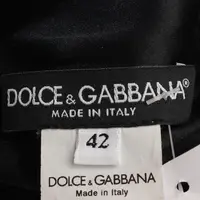 DOLCE & GABBANA®
MADE IN ITALY
42
DOLCE & GABBANA
Made in Italy